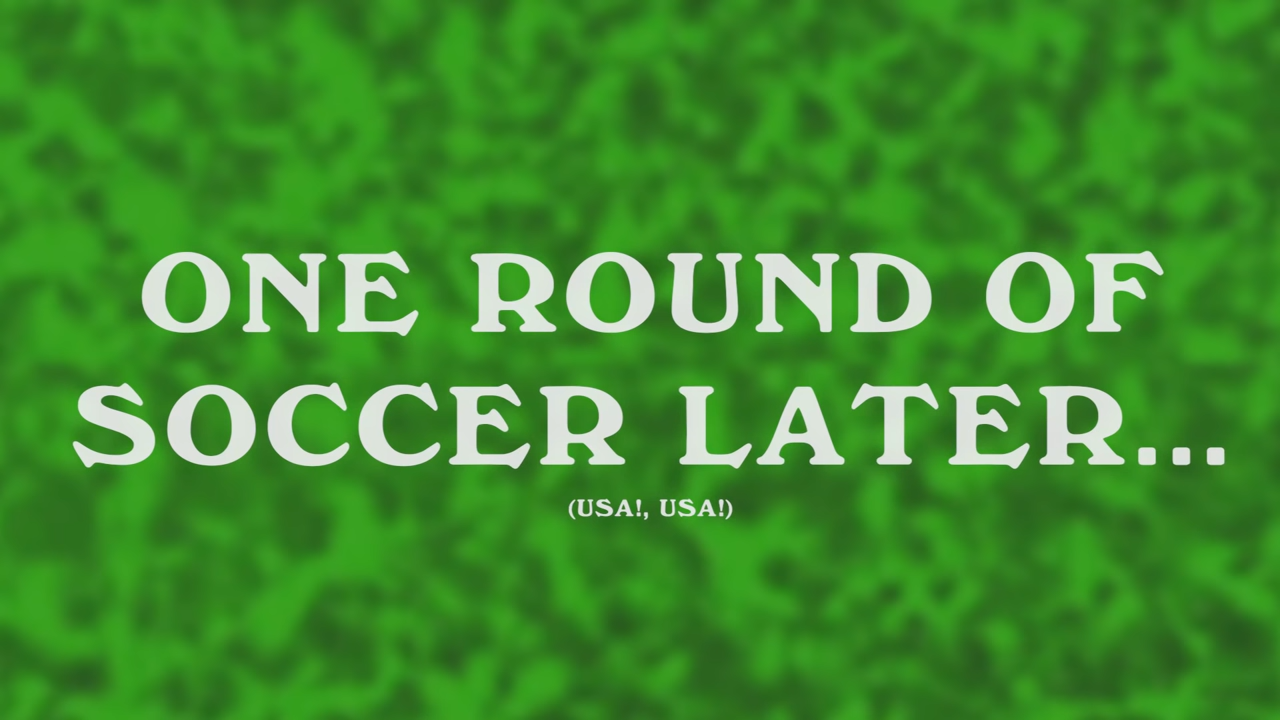 ONE ROUND OF
SOCCER LATER...
(USA!, USA!)